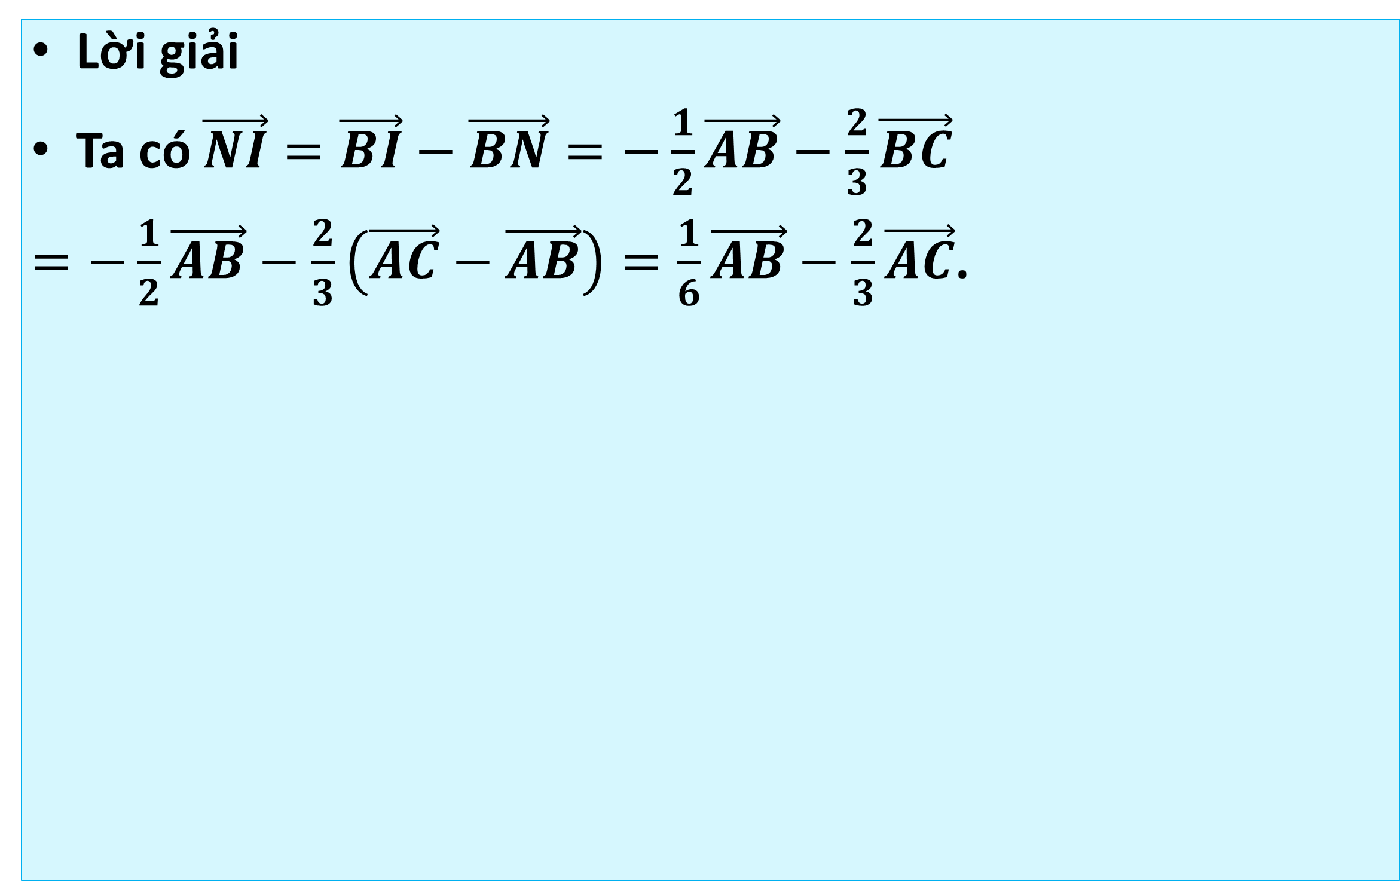 • Lời giải
• Ta có $\overrightarrow{NI} = \overrightarrow{BI} - \overrightarrow{BN} = -\frac{1}{2}\overrightarrow{AB} - \frac{2}{3}\overrightarrow{BC}$
$= -\frac{1}{2}\overrightarrow{AB} - \frac{2}{3}\left(\overrightarrow{AC} - \overrightarrow{AB}\right) = \frac{1}{6}\overrightarrow{AB} - \frac{2}{3}\overrightarrow{AC}.$